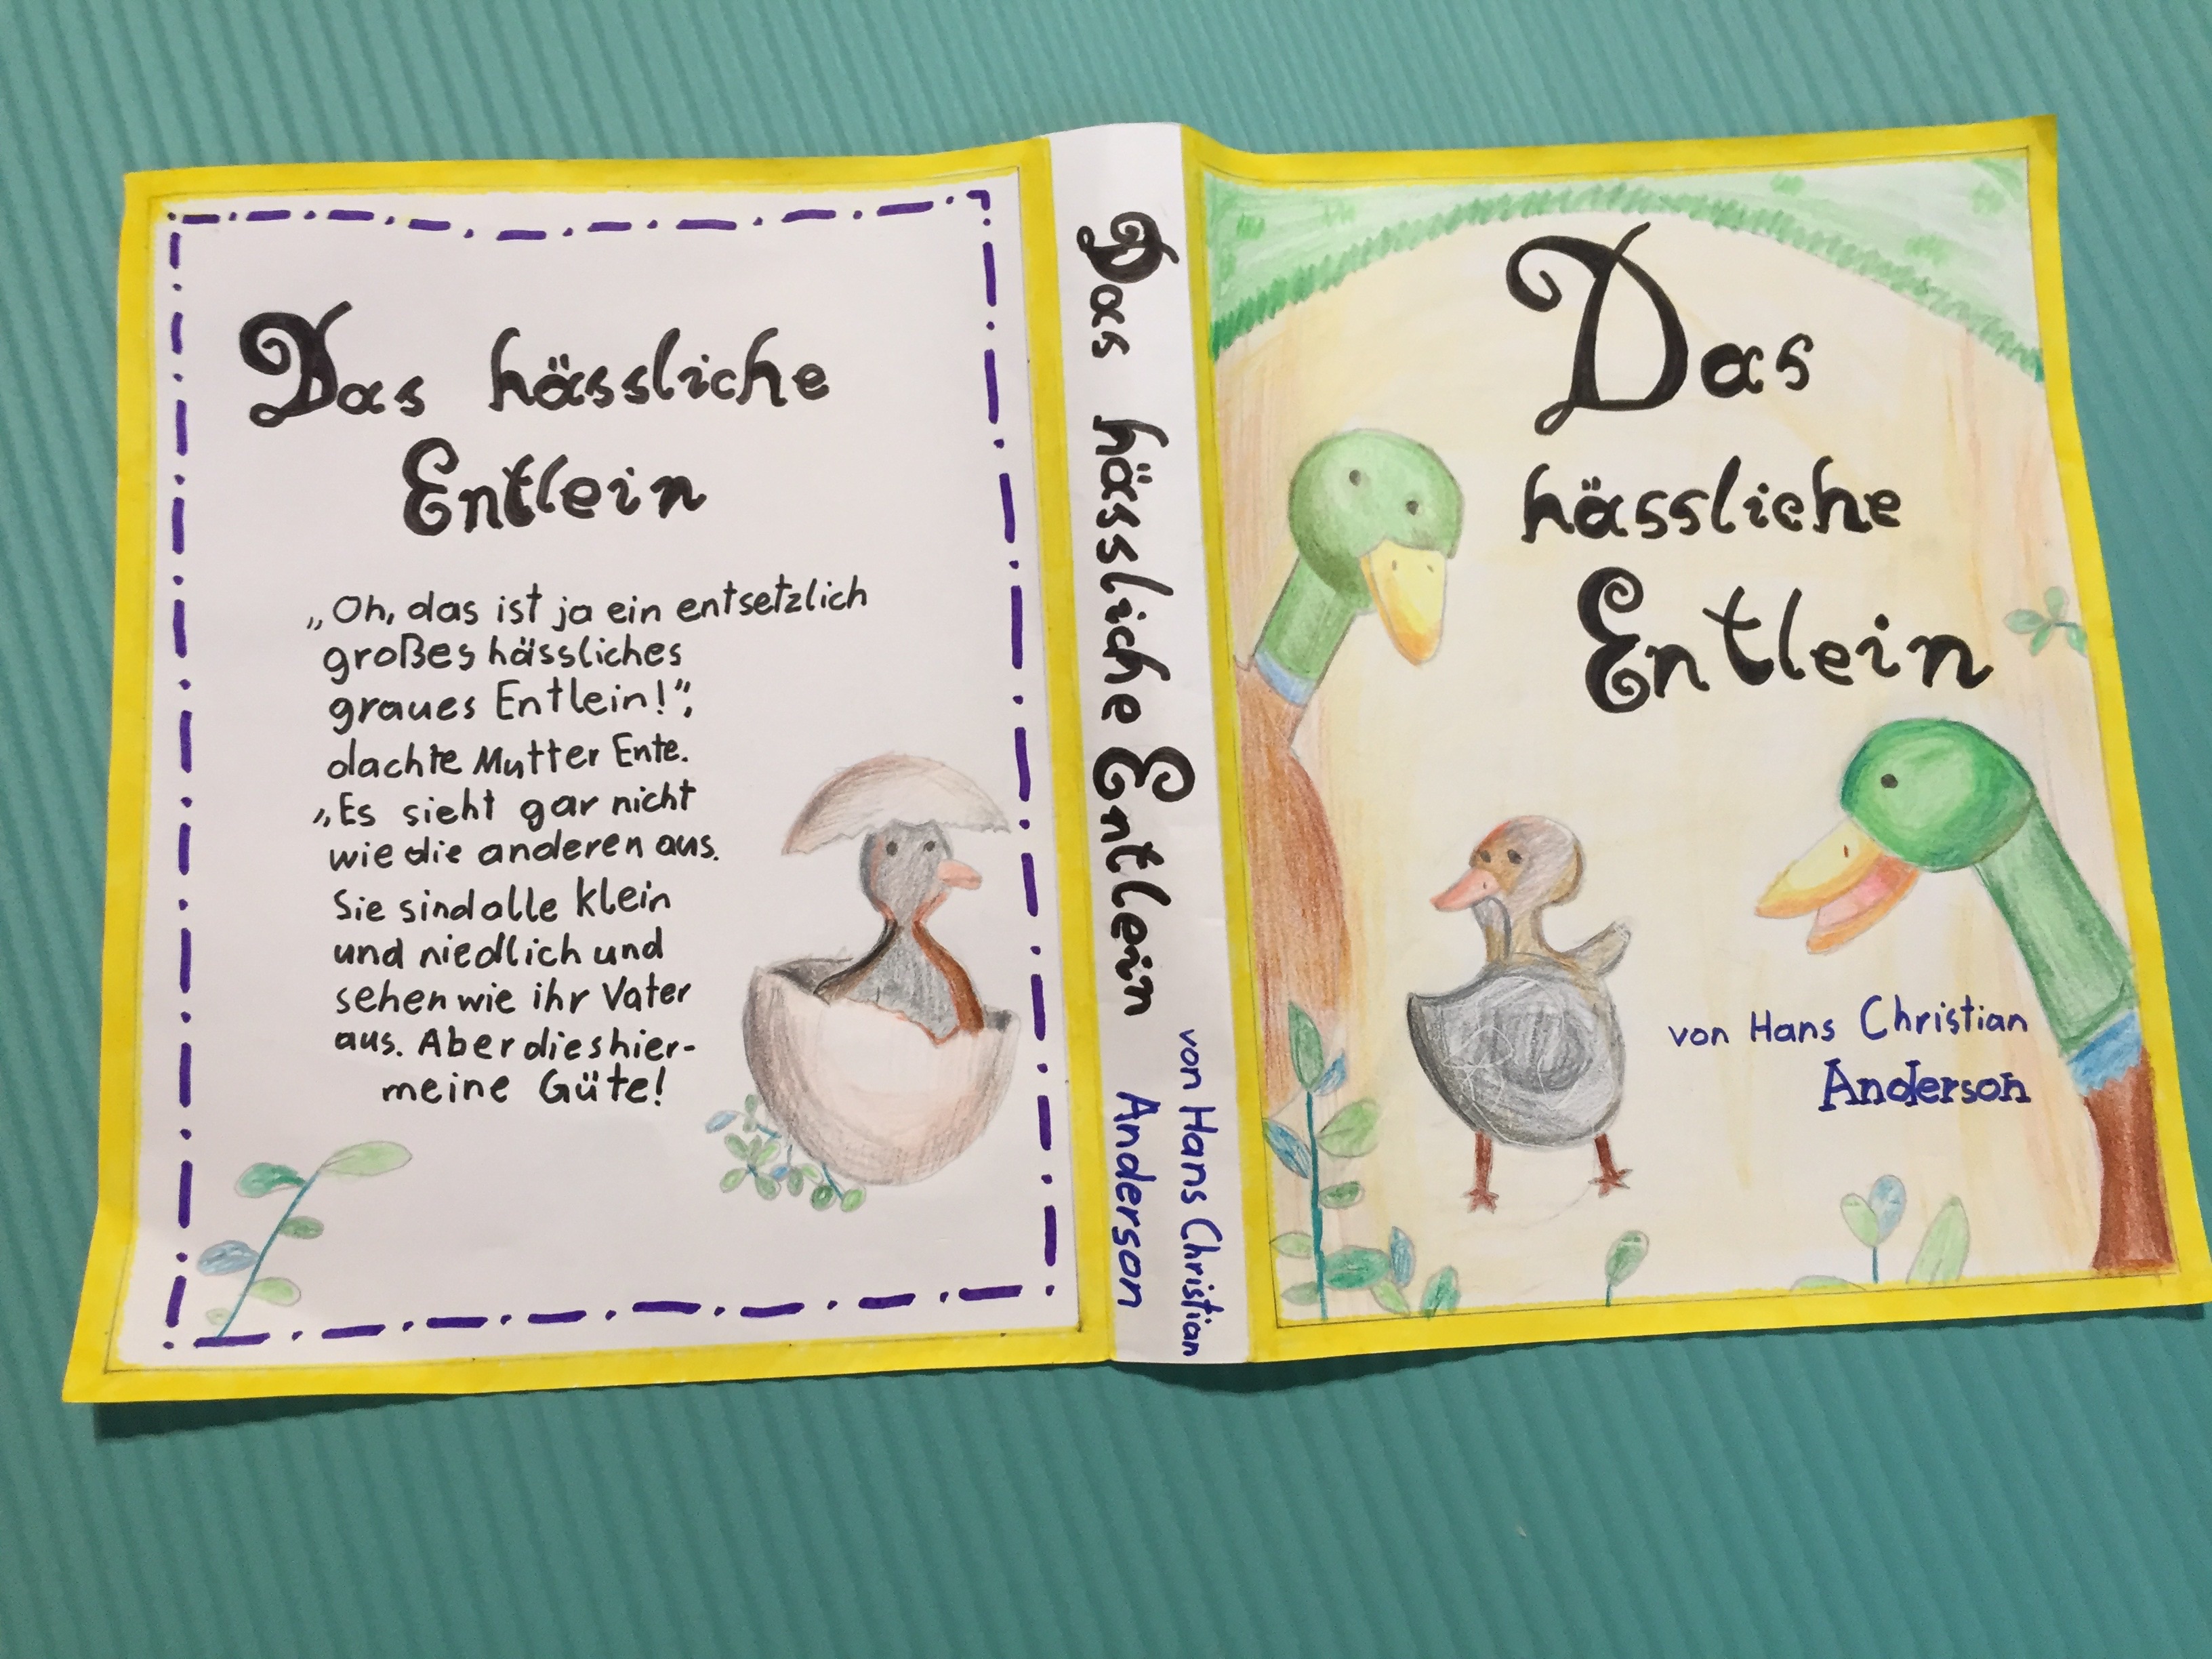 Das hässliche
Entlein
„Oh, das ist ja ein entsetzlich
großes hässliches
graues Entlein!“,
dachte Mutter Ente.
„Es sieht gar nicht
wie die anderen aus.
Sie sind alle klein
und niedlich und
sehen wie ihr Vater
aus. Aber dies hier-
meine Güte!
Das hässliche Entlein
von Hans Christian
Anderson
Das
hässliche
Entlein
von Hans Christian
Anderson